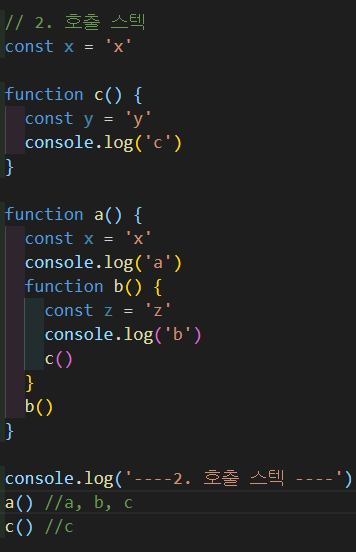 // 2. 호출 스텍
const x = 'x'

function c() {
  const y = 'y'
  console.log('c')
}

function a() {
  const x = 'x'
  console.log('a')
  function b() {
    const z = 'z'
    console.log('b')
    c()
  }
  b()
}

console.log('----2. 호출 스텍 ----')
a() //a, b, c
c() //c